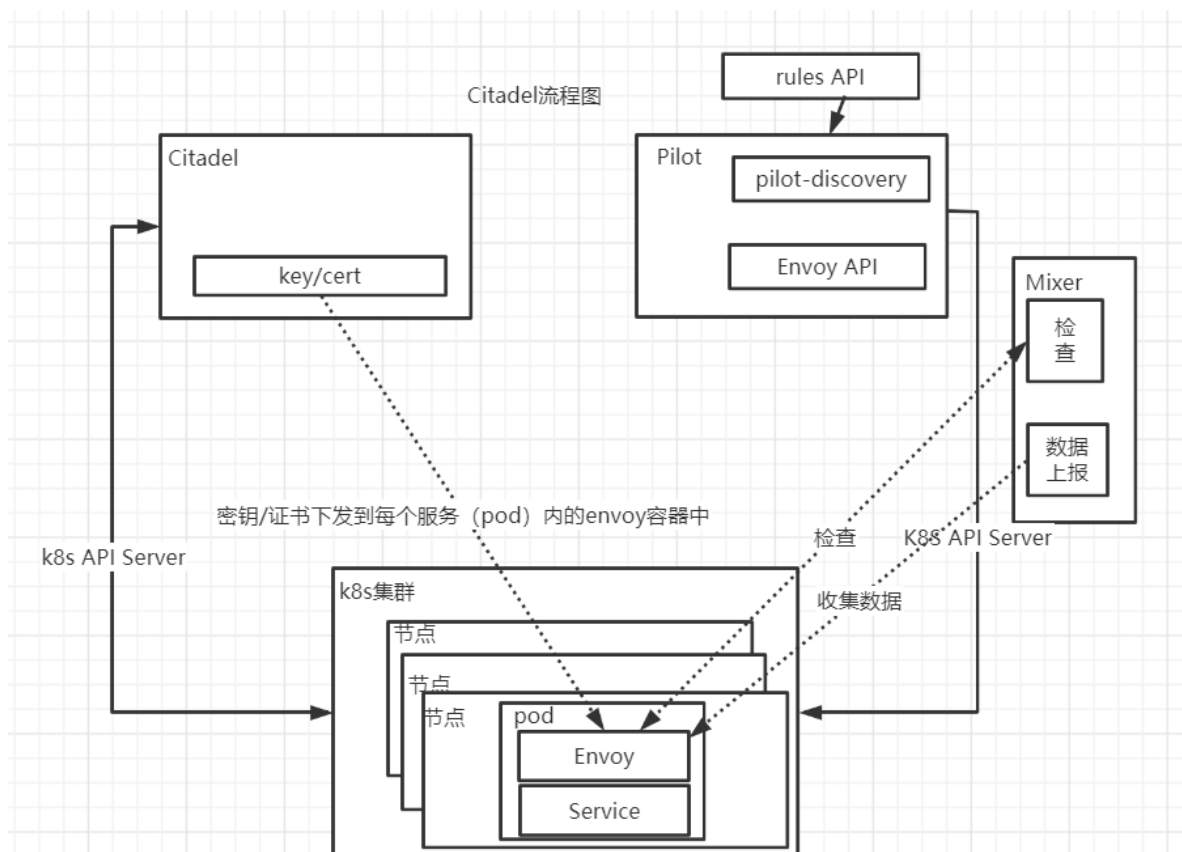 rules API
Citadel流程图
Citadel
key/cert
Pilot
pilot-discovery
Envoy API
Mixer
检
查
数据
上报
密钥/证书下发到每个服务（pod）内的envoy容器中
k8s API Server
检查
K8S API Server
收集数据
k8s集群
节点
节点
节点
pod
Envoy
Service